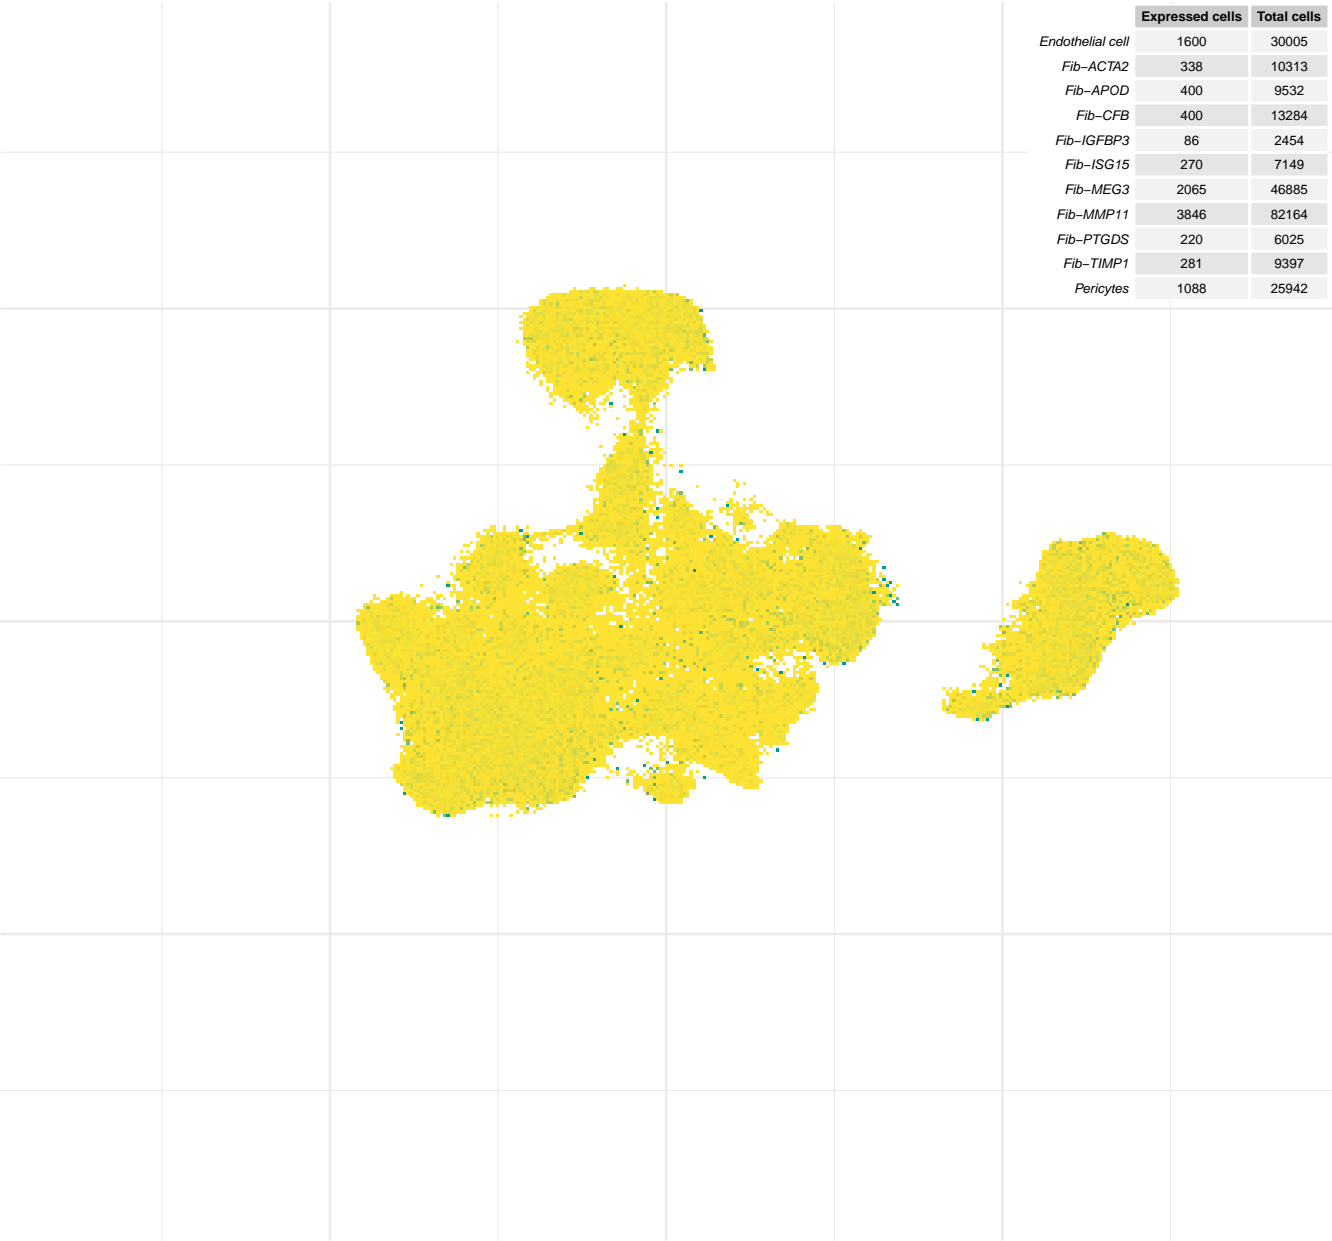 Expressed cells Total cells
Endothelial cell 1600 30005
Fib−ACTA2 338 10313
Fib−APOD 400 9532
Fib−CFB 400 13284
Fib−IGFBP3 86 2454
Fib−ISG15 270 7149
Fib−MEG3 2065 46885
Fib−MMP11 3846 82164
Fib−PTGDS 220 6025
Fib−TIMP1 281 9397
Pericytes 1088 25942